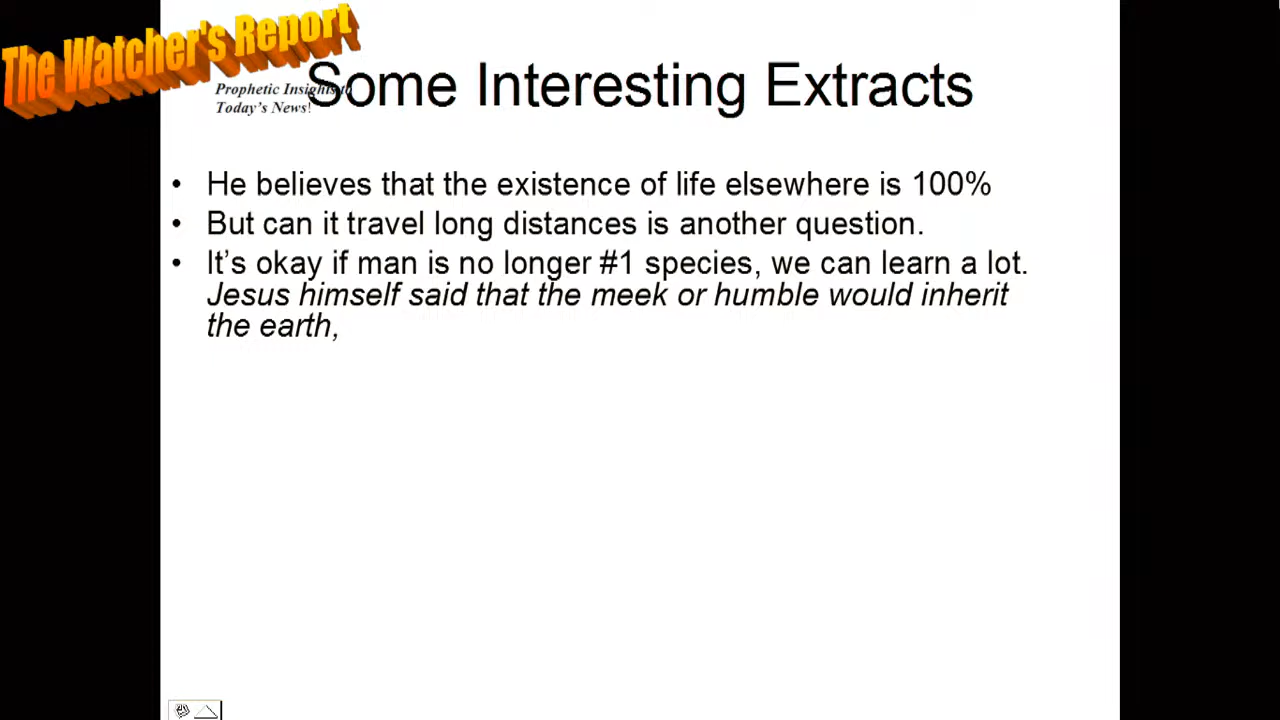 The Watcher's Report
Prophetic Insights to
Today's News!
Some Interesting Extracts
• He believes that the existence of life elsewhere is 100%
• But can it travel long distances is another question.
• It's okay if man is no longer #1 species, we can learn a lot.
Jesus himself said that the meek or humble would inherit
the earth,